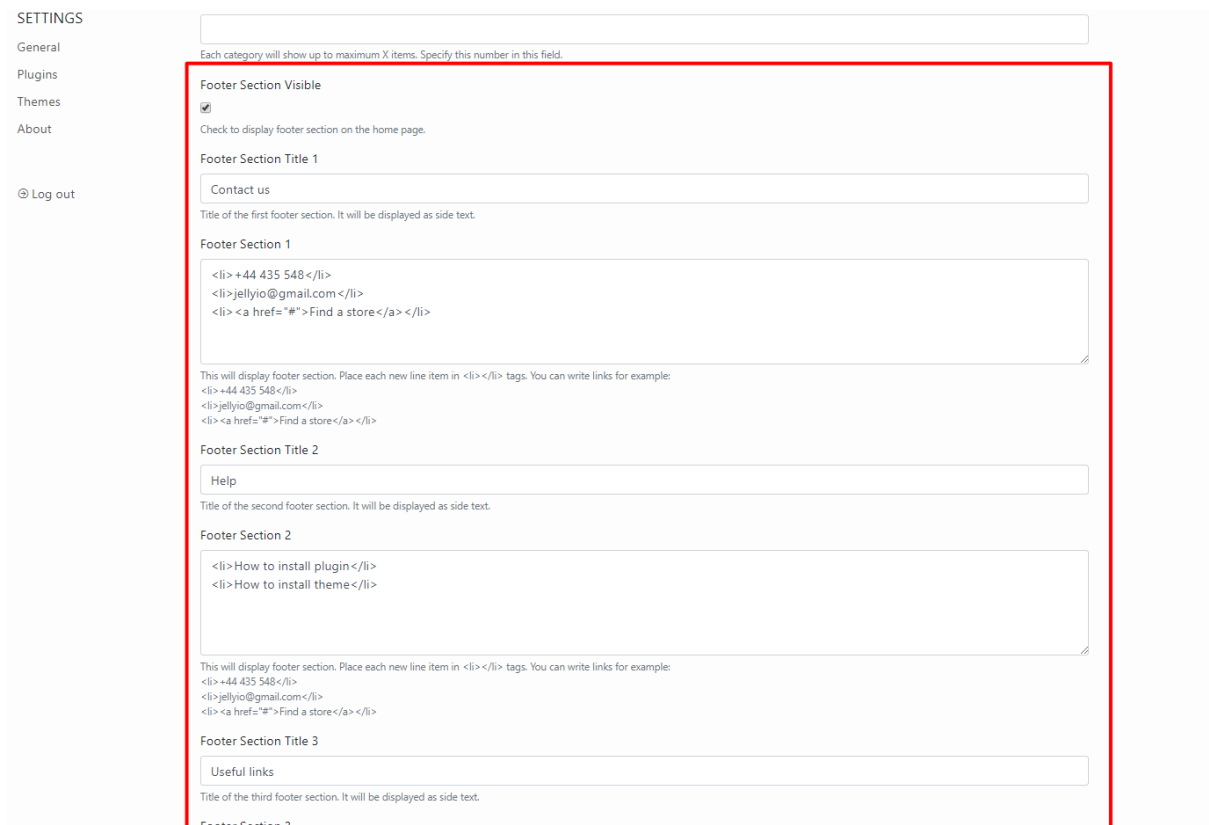 SETTINGS
General
Plugins
Themes
About
Log out
Each category will show up to maximum X items. Specify this number in this field.
Footer Section Visible
Check to display footer section on the home page.
Footer Section Title 1
Contact us
Title of the first footer section. It will be displayed as side text.
Footer Section 1
<li>+44 435 548</li>
<li>jellyio@gmail.com</li>
<li><a href="#">Find a store</a></li>
This will display footer section. Place each new line item in <li></li> tags. You can write links for example:
<li>+44 435 548</li>
<li>jellyio@gmail.com</li>
<li><a href="#">Find a store</a></li>
Footer Section Title 2
Help
Title of the second footer section. It will be displayed as side text.
Footer Section 2
<li>How to install plugin</li>
<li>How to install theme</li>
This will display footer section. Place each new line item in <li></li> tags. You can write links for example:
<li>+44 435 548</li>
<li>jellyio@gmail.com</li>
<li><a href="#">Find a store</a></li>
Footer Section Title 3
Useful links
Title of the third footer section. It will be displayed as side text.
Footer Section 3